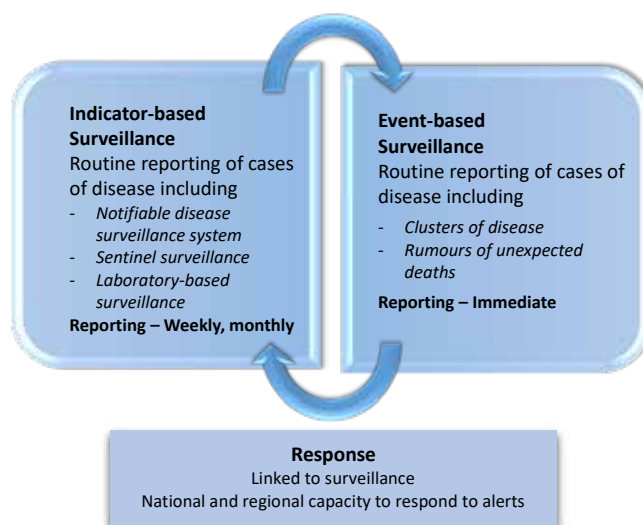 Indicator-based
Surveillance
Routine reporting of cases
of disease including
- Notifiable disease
surveillance system
- Sentinel surveillance
- Laboratory-based
surveillance
Reporting – Weekly, monthly
Event-based
Surveillance
Routine reporting of cases of
disease including
- Clusters of disease
- Rumours of unexpected
deaths
Reporting – Immediate
Response
Linked to surveillance
National and regional capacity to respond to alerts